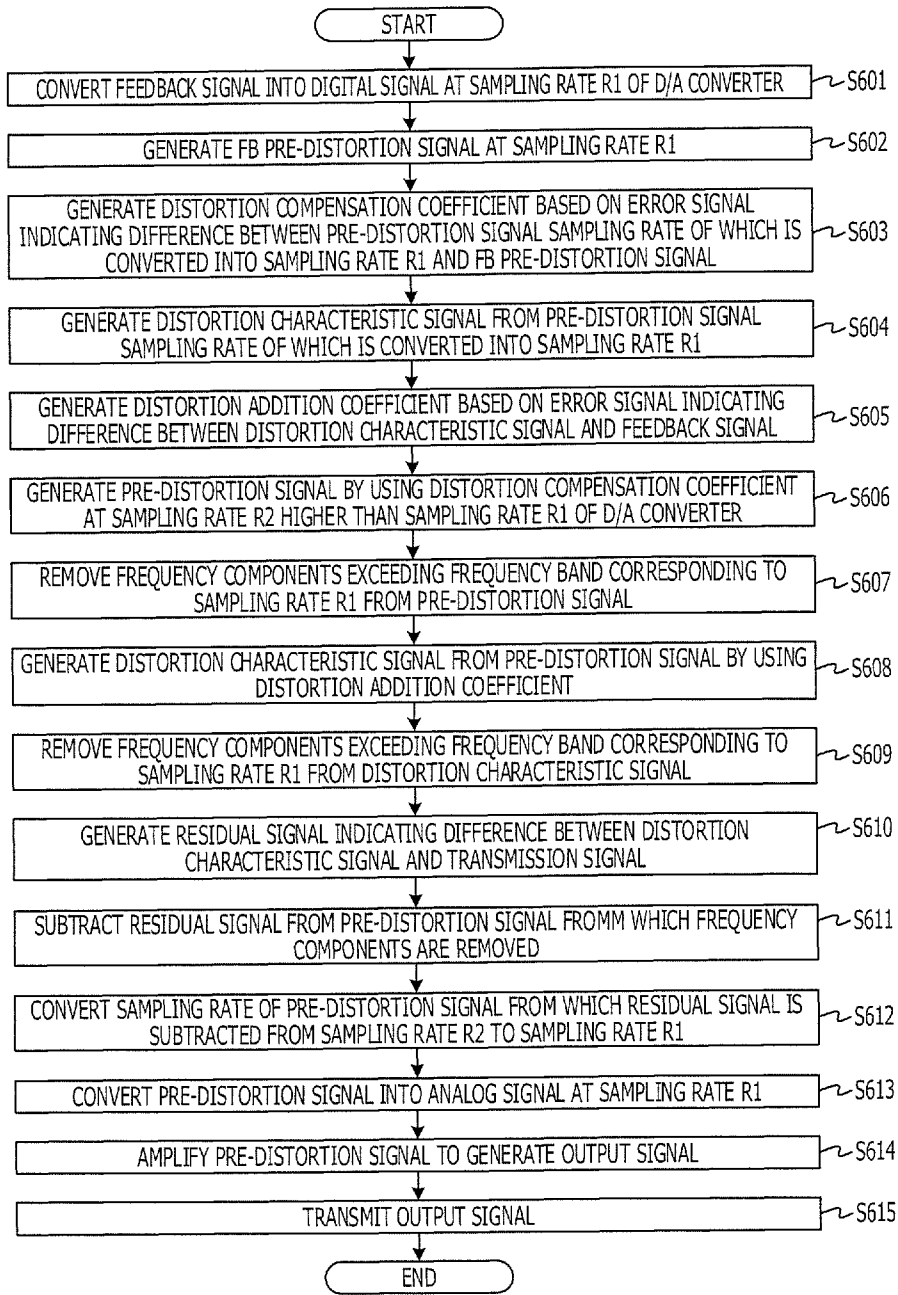 START
CONVERT FEEDBACK SIGNAL INTO DIGITAL SIGNAL AT SAMPLING RATE R1 OF D/A CONVERTER
S601
GENERATE FB PRE-DISTORTION SIGNAL AT SAMPLING RATE R1
S602
GENERATE DISTORTION COMPENSATION COEFFICIENT BASED ON ERROR SIGNAL
INDICATING DIFFERENCE BETWEEN PRE-DISTORTION SIGNAL SAMPLING RATE OF WHICH IS
CONVERTED INTO SAMPLING RATE R1 AND FB PRE-DISTORTION SIGNAL
S603
GENERATE DISTORTION CHARACTERISTIC SIGNAL FROM PRE-DISTORTION SIGNAL
SAMPLING RATE OF WHICH IS CONVERTED INTO SAMPLING RATE R1
S604
GENERATE DISTORTION ADDITION COEFFICIENT BASED ON ERROR SIGNAL INDICATING
DIFFERENCE BETWEEN DISTORTION CHARACTERISTIC SIGNAL AND FEEDBACK SIGNAL
S605
GENERATE PRE-DISTORTION SIGNAL BY USING DISTORTION COMPENSATION COEFFICIENT
AT SAMPLING RATE R2 HIGHER THAN SAMPLING RATE R1 OF D/A CONVERTER
S606
REMOVE FREQUENCY COMPONENTS EXCEEDING FREQUENCY BAND CORRESPONDING TO
SAMPLING RATE R1 FROM PRE-DISTORTION SIGNAL
S607
GENERATE DISTORTION CHARACTERISTIC SIGNAL FROM PRE-DISTORTION SIGNAL BY USING
DISTORTION ADDITION COEFFICIENT
S608
REMOVE FREQUENCY COMPONENTS EXCEEDING FREQUENCY BAND CORRESPONDING TO
SAMPLING RATE R1 FROM DISTORTION CHARACTERISTIC SIGNAL
S609
GENERATE RESIDUAL SIGNAL INDICATING DIFFERENCE BETWEEN DISTORTION
CHARACTERISTIC SIGNAL AND TRANSMISSION SIGNAL
S610
SUBTRACT RESIDUAL SIGNAL FROM PRE-DISTORTION SIGNAL FROMM WHICH FREQUENCY
COMPONENTS ARE REMOVED
S611
CONVERT SAMPLING RATE OF PRE-DISTORTION SIGNAL FROM WHICH RESIDUAL SIGNAL IS
SUBTRACTED FROM SAMPLING RATE R2 TO SAMPLING RATE R1
S612
CONVERT PRE-DISTORTION SIGNAL INTO ANALOG SIGNAL AT SAMPLING RATE R1
S613
AMPLIFY PRE-DISTORTION SIGNAL TO GENERATE OUTPUT SIGNAL
S614
TRANSMIT OUTPUT SIGNAL
S615
END